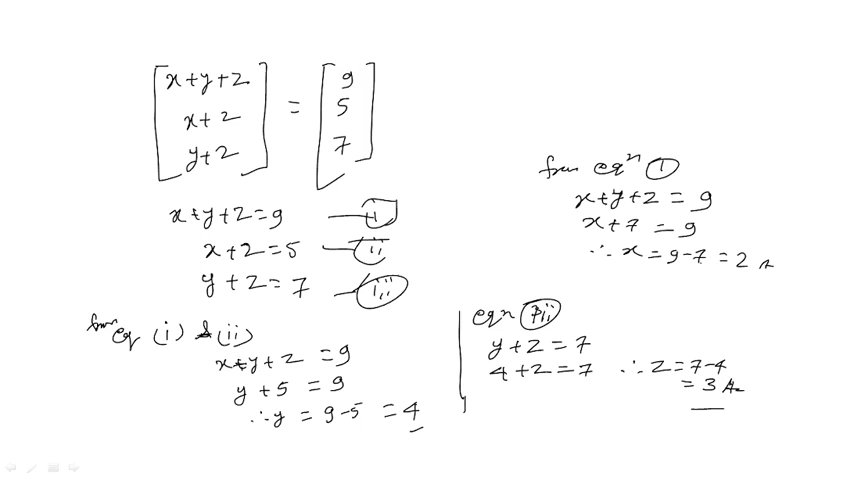 x+y+z = 9
x+z 5
y+z 7
x+y+z=9 — i
x+z=5 — ii
y+z=7 — iii
from eq (i) & (ii)
x+y+z = 9
y+5 = 9
∴ y = 9-5 = 4
from eqn (1)
x+y+z = 9
x+7 = 9
∴ x = 9-7 = 2
eqn iii
y+z=7
4+z=7 ∴ z=7-4
= 3